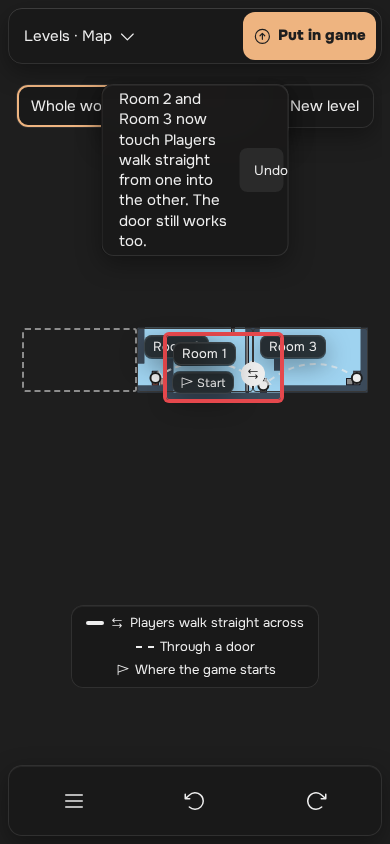 Levels · Map
Put in game
Whole wo
Room 2 and
Room 3 now
touch Players
walk straight
from one into
the other. The
door still works
too.
Undo
New level
Room 1
Room 3
Start
Players walk straight across
Through a door
Where the game starts